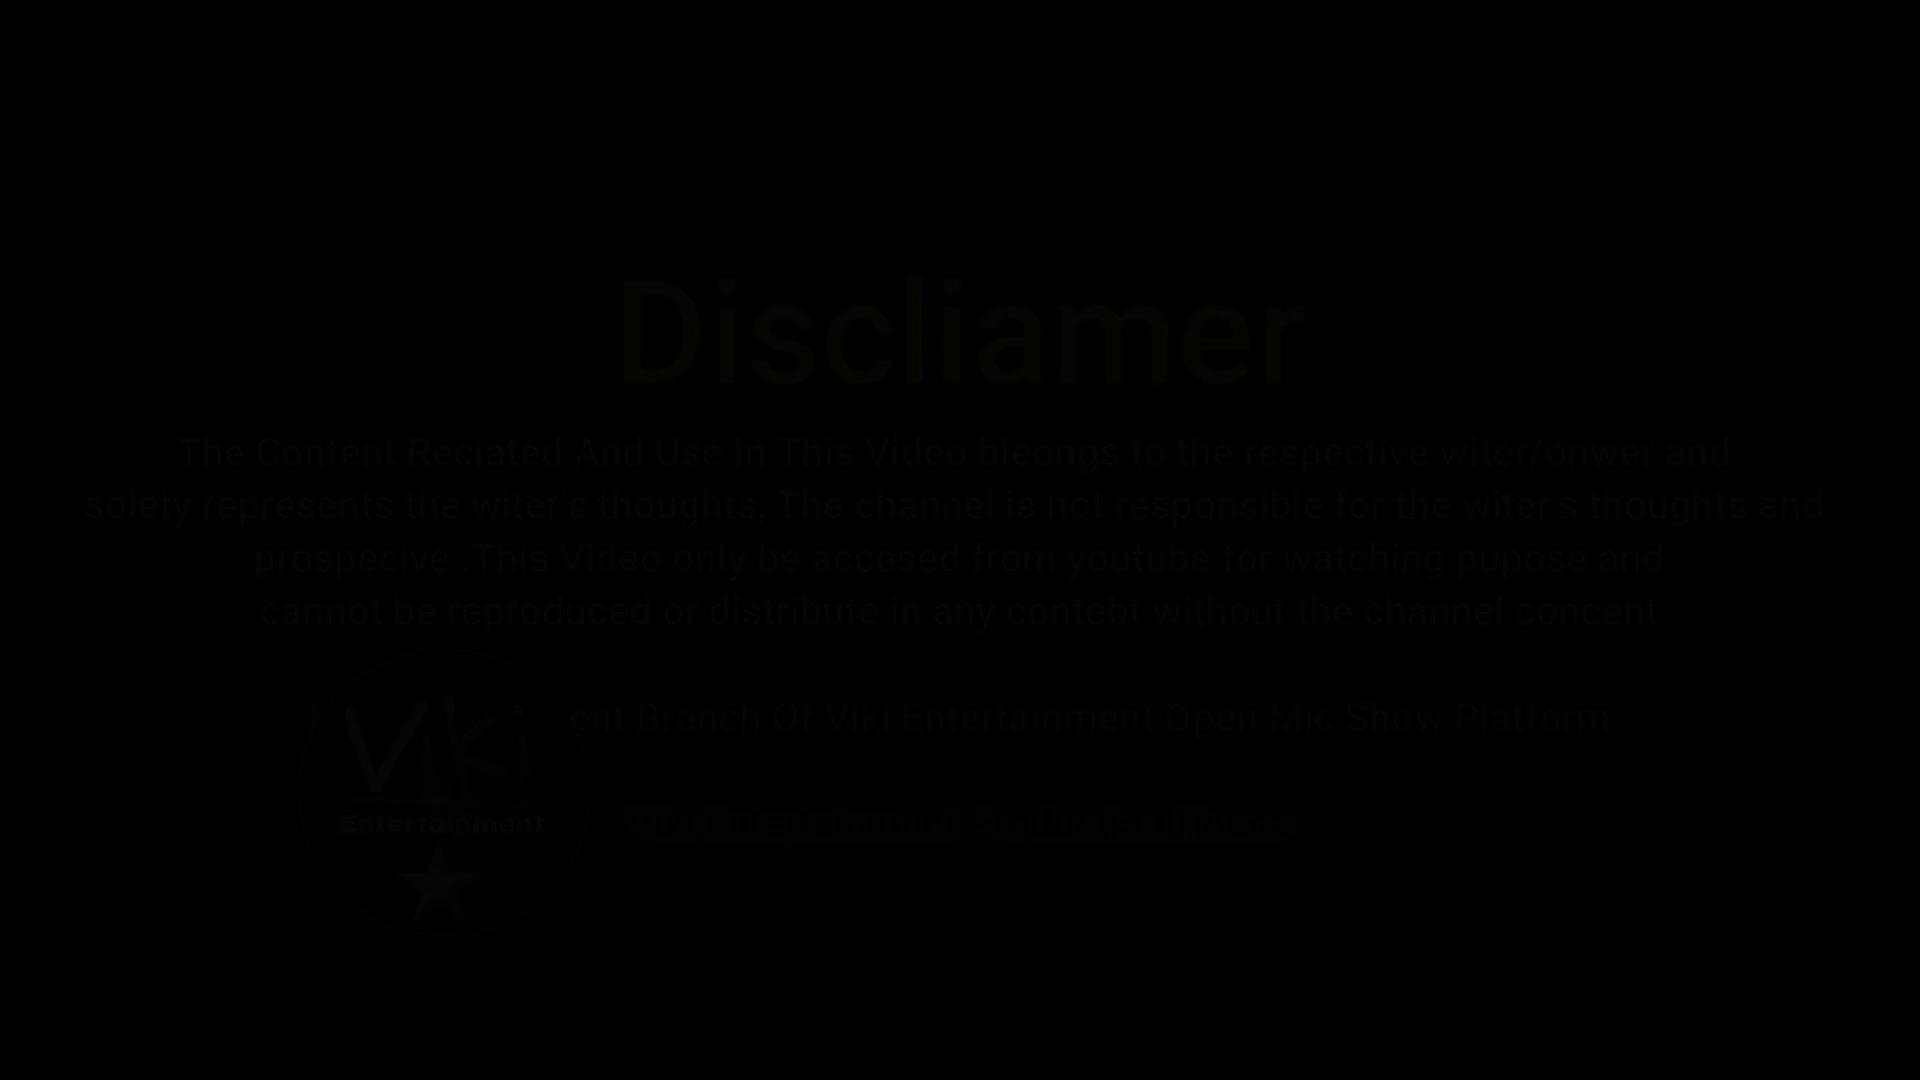 Discliamer
The Content Reciated And Use In This Video bleongs to the respective witer/onwer and
solety represents the witer's thoughts, The channel is not responsible for the witer's thoughts and
prospecive .This Video only be accesed from youtube for watching pupose and
cannot be reproduced or distribute in any contebt without the channel concent
Branch Of Viki Entertainment Open Mic Show Platform
Viki
Entertainment